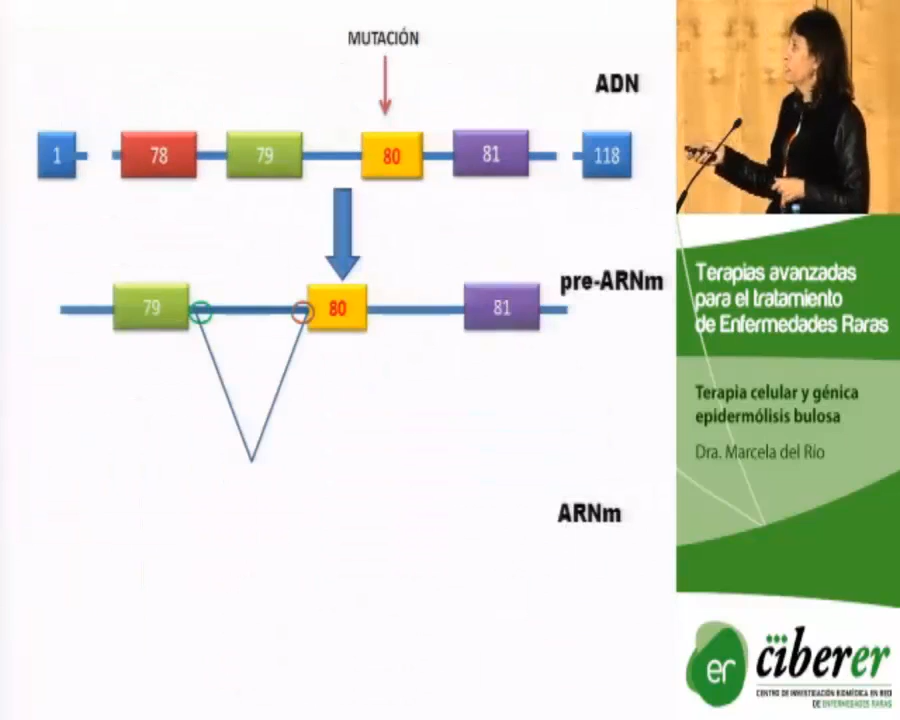 MUTACIÓN
ADN
1
78
79
80
81
118
pre-ARNm
79
80
81
ARNm
Terapias avanzadas
para el tratamiento
de Enfermedades Raras
Terapia celular y génica
epidermólisis bulosa
Dra. Marcela del Río
er
ciberer
CENTRO DE INVESTIGACIÓN BIOMÉDICA EN RED
DE ENFERMEDADES RARAS